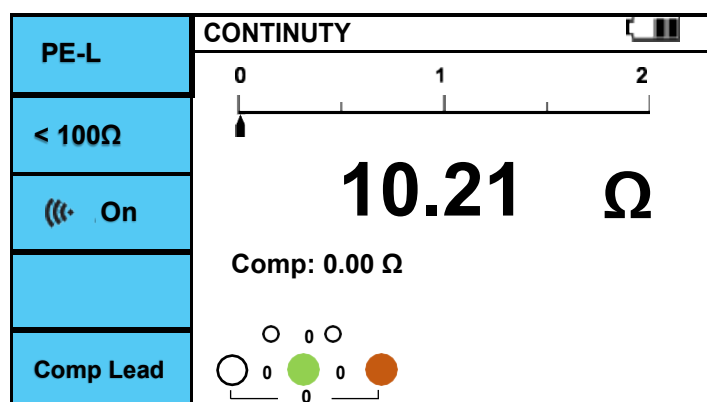 PE-L
CONTINUTY
0 1 2
< 100Ω
On
10.21 Ω
Comp: 0.00 Ω
0
0 0
Comp Lead
0